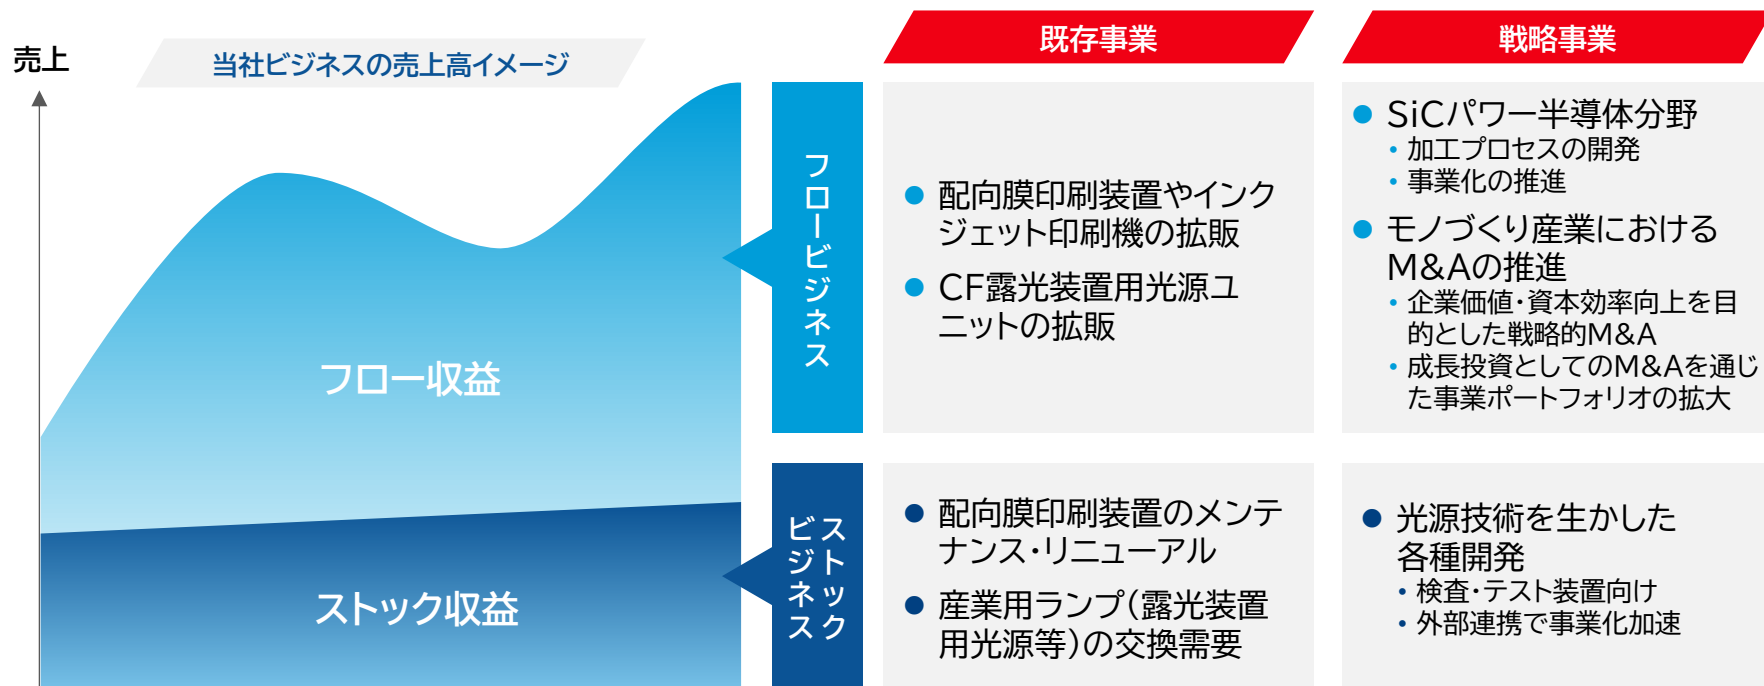 売上
当社ビジネスの売上高イメージ
フロー収益
ストック収益
既存事業
戦略事業
フロービジネス
配向膜印刷装置やインク
ジェット印刷機の拡販
CF露光装置用光源ユ
ニットの拡販
SiCパワー半導体分野
・加工プロセスの開発
・事業化の推進
モノづくり産業における
M&Aの推進
・企業価値・資本効率向上を目
的とした戦略的M&A
・成長投資としてのM&Aを通じ
た事業ポートフォリオの拡大
ストック
ビジネス
配向膜印刷装置のメンテ
ナンス・リニューアル
産業用ランプ(露光装置
用光源等)の交換需要
光源技術を生かした
各種開発
・検査・テスト装置向け
・外部連携で事業化加速